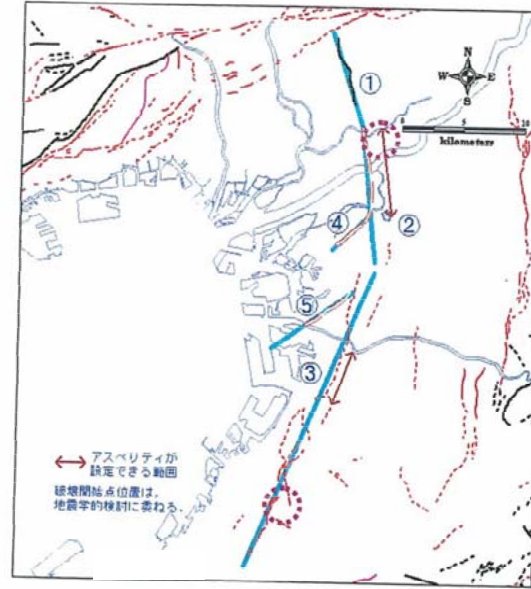 ①
N
W E
S
0 5 10
kilometers
④
②
⑤
③
アスペリティが
設定できる範囲
破壊開始点位置は、
地震学的検討に委ねる。